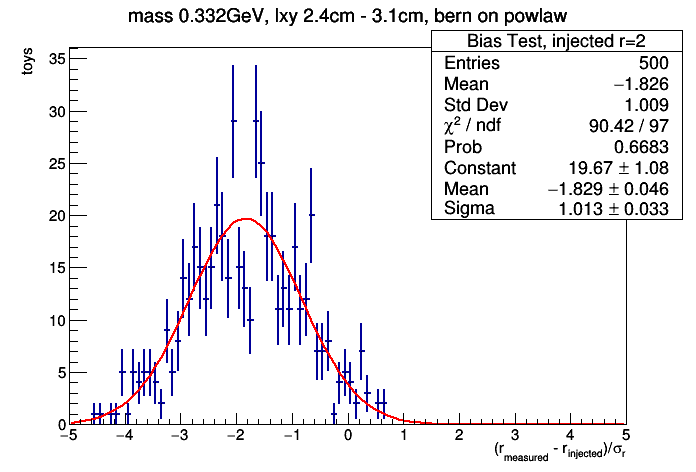 mass 0.332GeV, lxy 2.4cm - 3.1cm, bern on powlaw
toys
Bias Test, injected r=2
Entries 500
Mean −1.826
Std Dev 1.009
χ² / ndf 90.42 / 97
Prob 0.6683
Constant 19.67 ± 1.08
Mean −1.829 ± 0.046
Sigma 1.013 ± 0.033
35
30
25
20
15
10
5
0
−5 −4 −3 −2 −1 0 1 2 3 4 5
(r_measured - r_injected)/σ_r